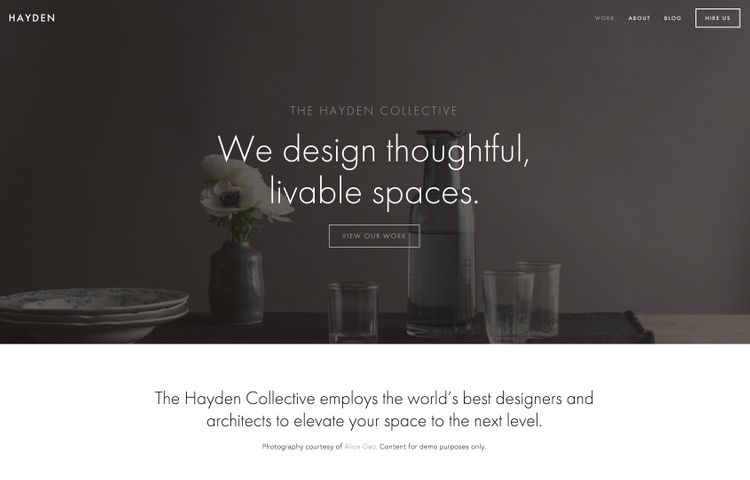 HAYDEN
WORK ABOUT BLOG HIRE US
THE HAYDEN COLLECTIVE
We design thoughtful,
livable spaces.
VIEW OUR WORK
The Hayden Collective employs the world's best designers and
architects to elevate your space to the next level.
Photography courtesy of Alice Gao. Content for demo purposes only.